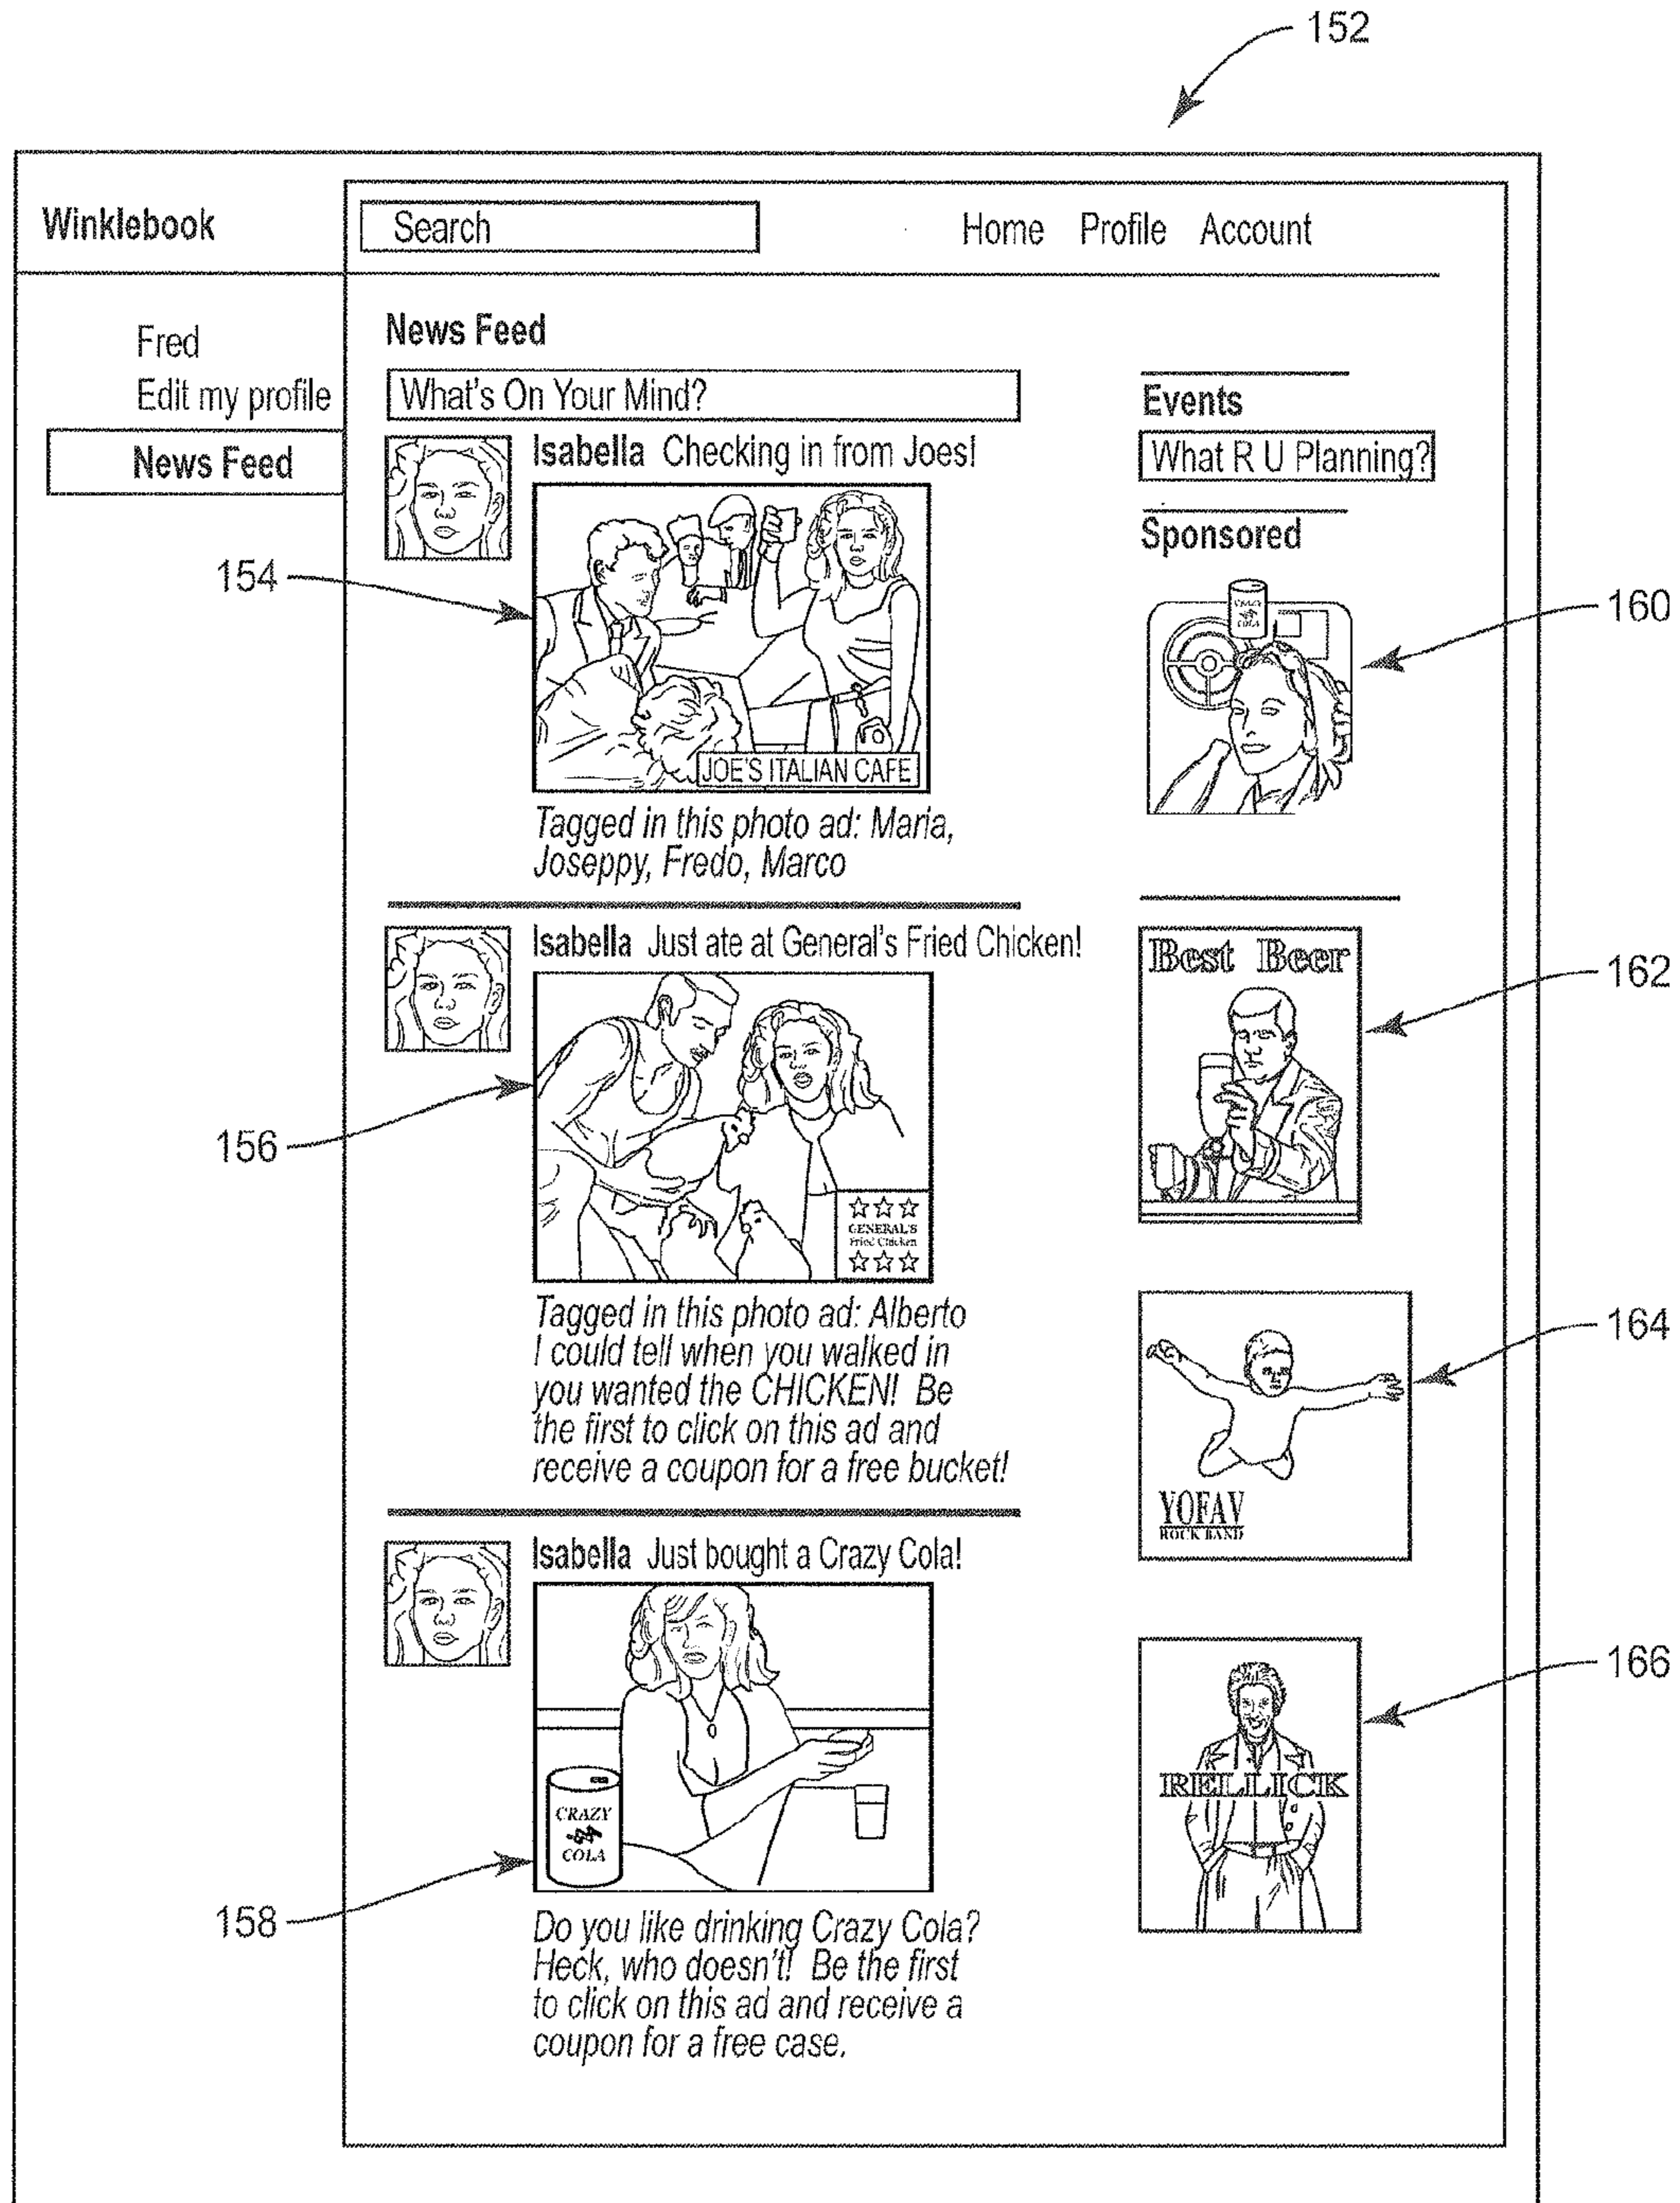 152
Winklebook
Search
Home Profile Account
Fred
Edit my profile
News Feed
News Feed
What's On Your Mind?
Isabella Checking in from Joes!
154
JOE'S ITALIAN CAFE
Tagged in this photo ad: Maria,
Joseppy, Fredo, Marco
Isabella Just ate at General's Fried Chicken!
156
GENERAL'S
Fried Chicken
Tagged in this photo ad: Alberto
I could tell when you walked in
you wanted the CHICKEN! Be
the first to click on this ad and
receive a coupon for a free bucket!
Isabella Just bought a Crazy Cola!
158
CRAZY
COLA
Do you like drinking Crazy Cola?
Heck, who doesn't! Be the first
to click on this ad and receive a
coupon for a free case.
Events
What R U Planning?
Sponsored
CRAZY
COLA
160
Best Beer
162
164
YOFAV
ROCK BAND
166
RELLICK